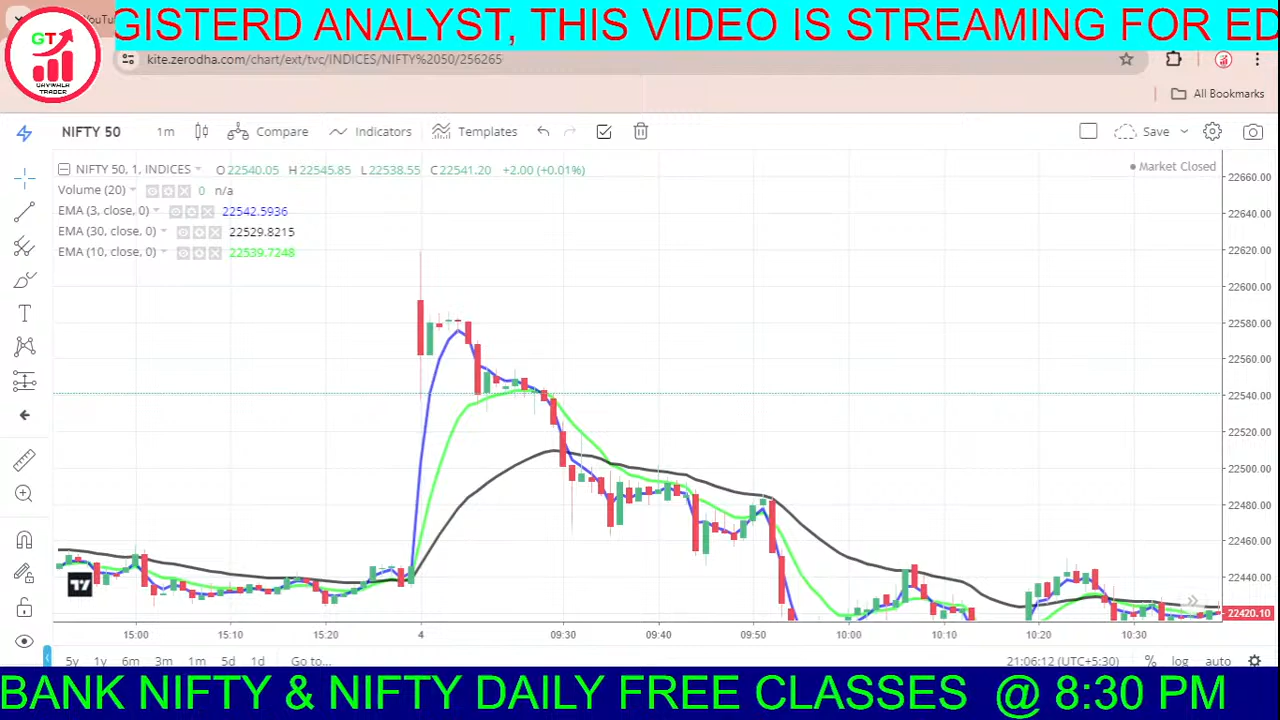 GISTERD ANALYST, THIS VIDEO IS STREAMING FOR ED
GT
UAYWALA
TRADER
kite.zerodha.com/chart/ext/tvc/INDICES/NIFTY%2050/256265
All Bookmarks
NIFTY 50 1m Compare Indicators Templates Save
NIFTY 50, 1, INDICES O22540.05 H22545.85 L22538.55 C22541.20 +2.00 (+0.01%)
Market Closed
Volume (20) 0 n/a
EMA (3, close, 0) 22542.5936
EMA (30, close, 0) 22529.8215
EMA (10, close, 0) 22539.7248
22660.00
22640.00
22620.00
22600.00
22580.00
22560.00
22540.00
22520.00
22500.00
22480.00
22460.00
22440.00
22420.10
15:00 15:10 15:20 4 09:30 09:40 09:50 10:00 10:10 10:20 10:30
5y 1y 6m 3m 1m 5d 1d Go to... 21:06:12 (UTC+5:30) % log auto
BANK NIFTY & NIFTY DAILY FREE CLASSES @ 8:30 PM